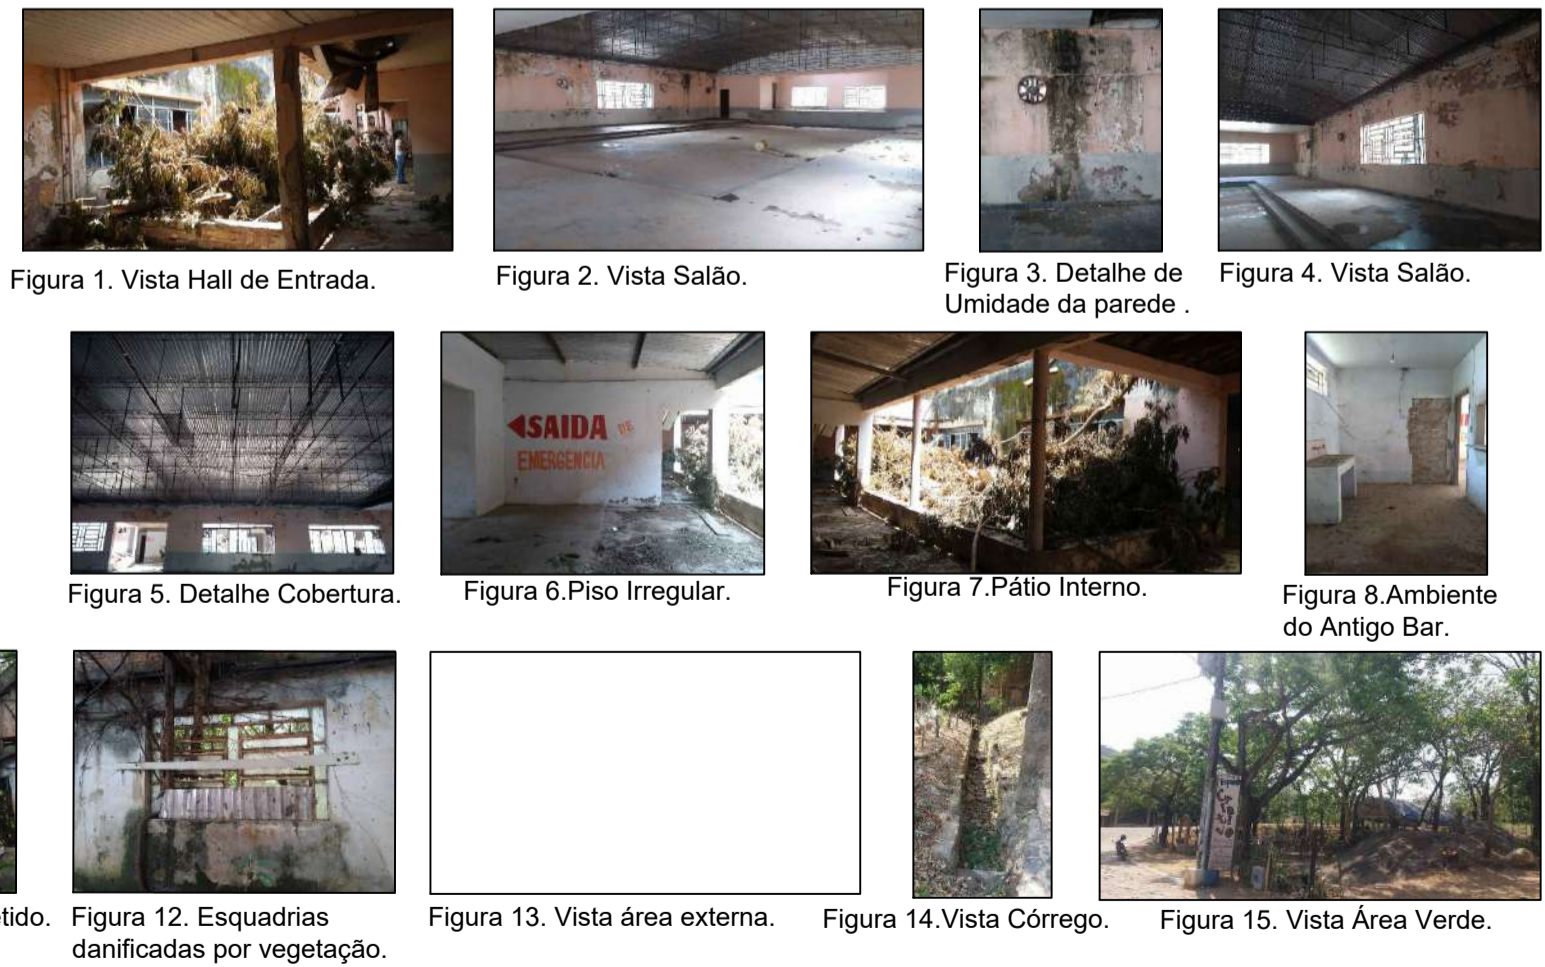 Figura 1. Vista Hall de Entrada.
Figura 2. Vista Salão.
Figura 3. Detalhe de
Umidade da parede .
Figura 4. Vista Salão.
SAIDA DE
EMERGENCIA
Figura 5. Detalhe Cobertura.
Figura 6.Piso Irregular.
Figura 7.Pátio Interno.
Figura 8.Ambiente
do Antigo Bar.
tido.
Figura 12. Esquadrias
danificadas por vegetação.
Figura 13. Vista área externa.
Figura 14.Vista Córrego.
Figura 15. Vista Área Verde.